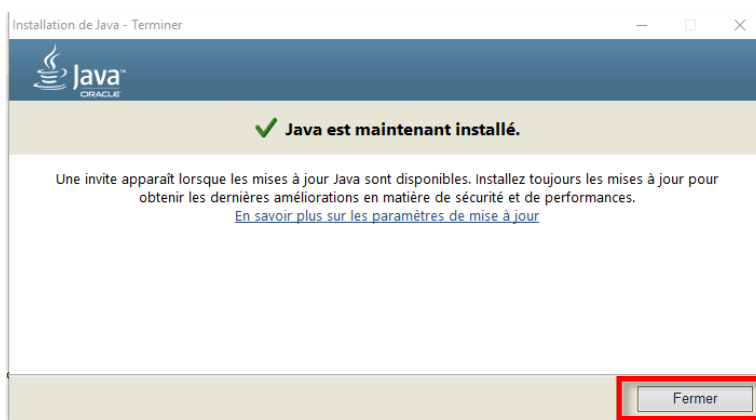 Installation de Java - Terminer
Java™
ORACLE
Java est maintenant installé.
Une invite apparaît lorsque les mises à jour Java sont disponibles. Installez toujours les mises à jour pour
obtenir les dernières améliorations en matière de sécurité et de performances.
En savoir plus sur les paramètres de mise à jour
Fermer